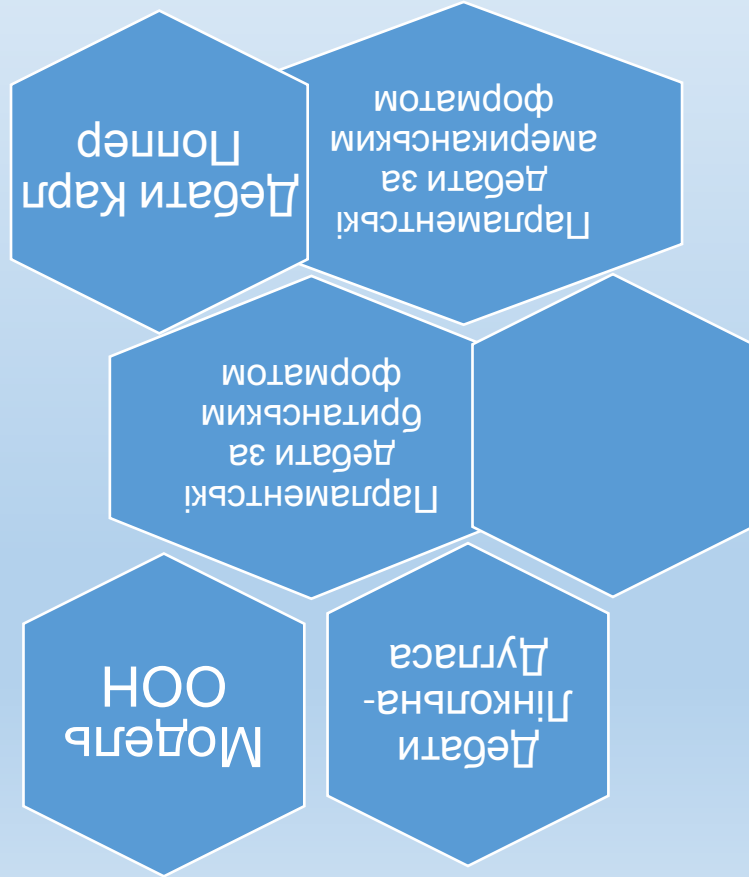 Дебати
Лінкольна-
Дугласа
Модель
ООН
Парламентські
дебати за
британським
форматом
Парламентські
дебати за
американським
форматом
Дебати Карл
Поппер